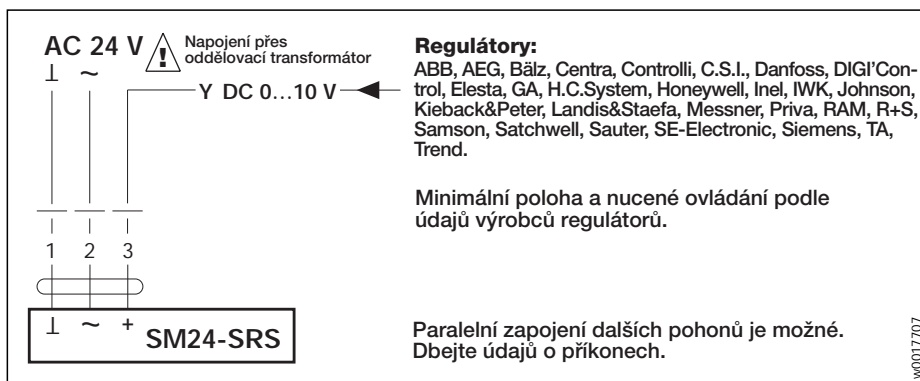 AC 24 V
Napojení přes
oddělovací transformátor
⊥ ~
Y DC 0...10 V
1 2 3
⊥ ~ +
SM24-SRS
Regulátory:
ABB, AEG, Bälz, Centra, Controlli, C.S.I., Danfoss, DIGI'Con-
trol, Elesta, GA, H.C.System, Honeywell, Inel, IWK, Johnson,
Kieback&Peter, Landis&Staefa, Messner, Priva, RAM, R+S,
Samson, Satchwell, Sauter, SE-Electronic, Siemens, TA,
Trend.
Minimální poloha a nucené ovládání podle
údajů výrobců regulátorů.
Paralelní zapojení dalších pohonů je možné.
Dbejte údajů o příkonech.
w0017707